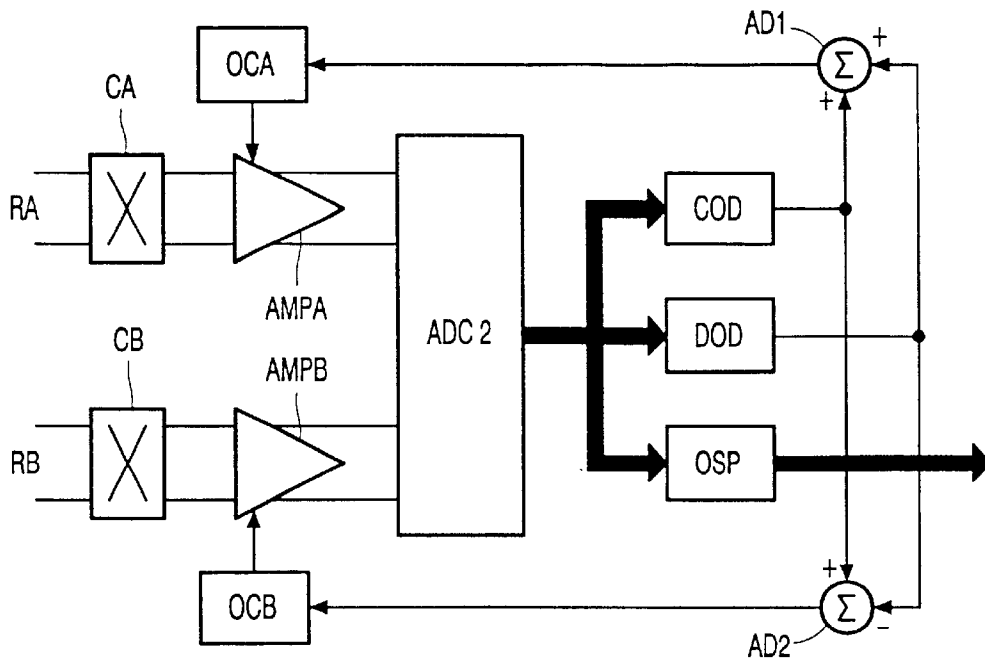 AD1
OCA
Σ
+
+
CA
RA
COD
AMPA
ADC 2
DOD
CB
AMPB
RB
OSP
+
OCB
Σ
-
AD2